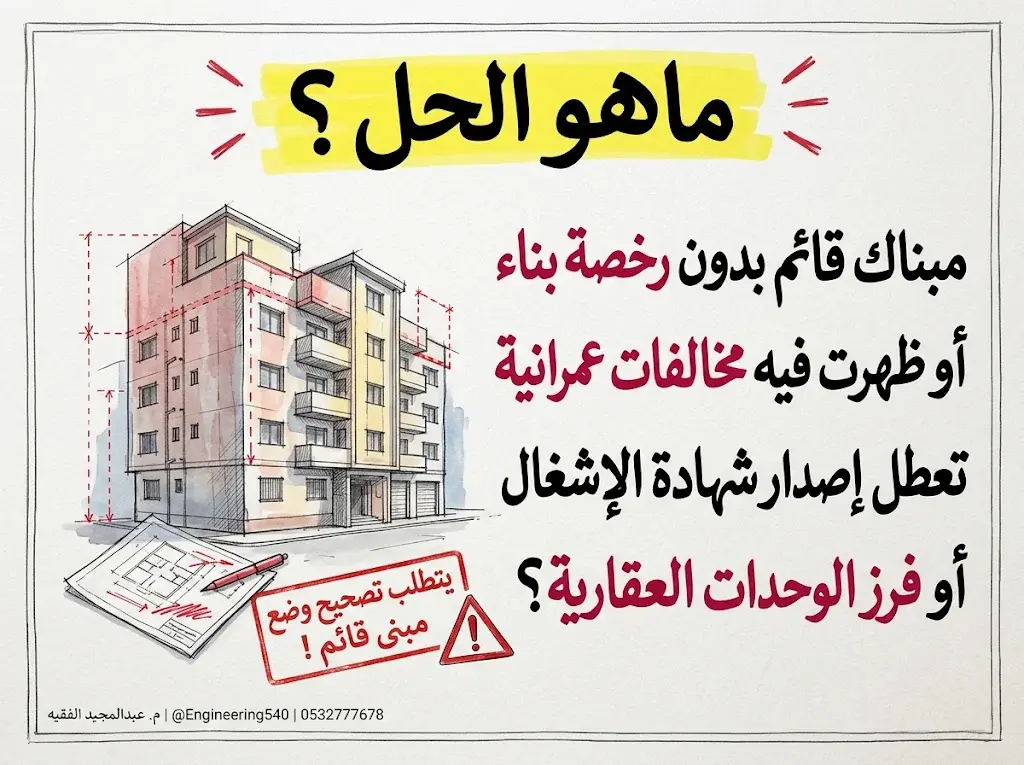 ماهو الحل ؟
مبناك قائم بدون رخصة بناء
أو ظهرت فيه مخالفات عمرانية
تعطل إصدار شهادة الإشغال
أو فرز الوحدات العقارية ؟
يتطلب تصحيح وضع
مبنى قائم !
م. عبدالمجيد الفقيه | @Engineering540 | 0532777678